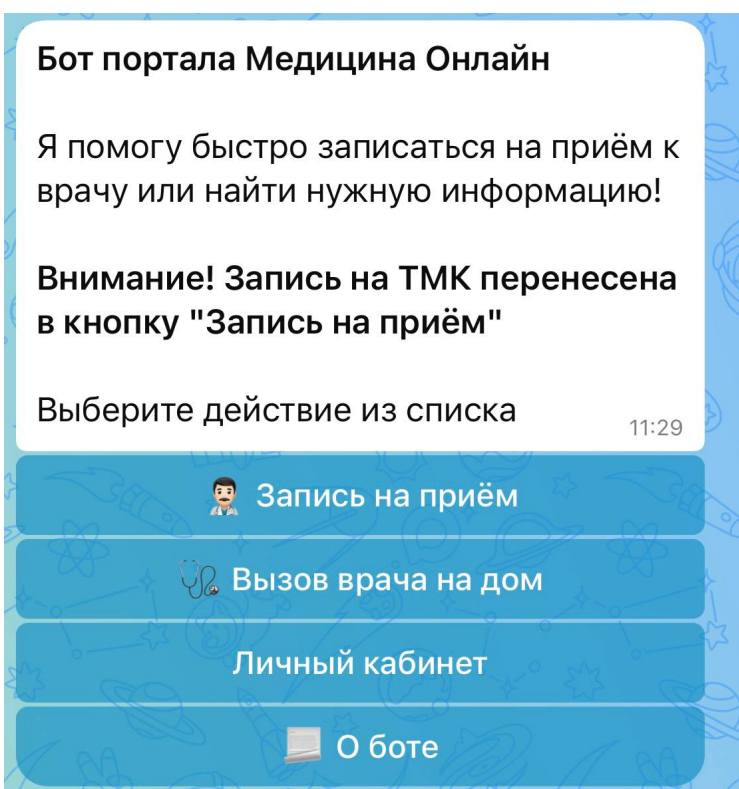 Бот портала Медицина Онлайн
Я помогу быстро записаться на приём к
врачу или найти нужную информацию!
Внимание! Запись на ТМК перенесена
в кнопку "Запись на приём"
Выберите действие из списка
11:29
Запись на приём
Вызов врача на дом
Личный кабинет
О боте